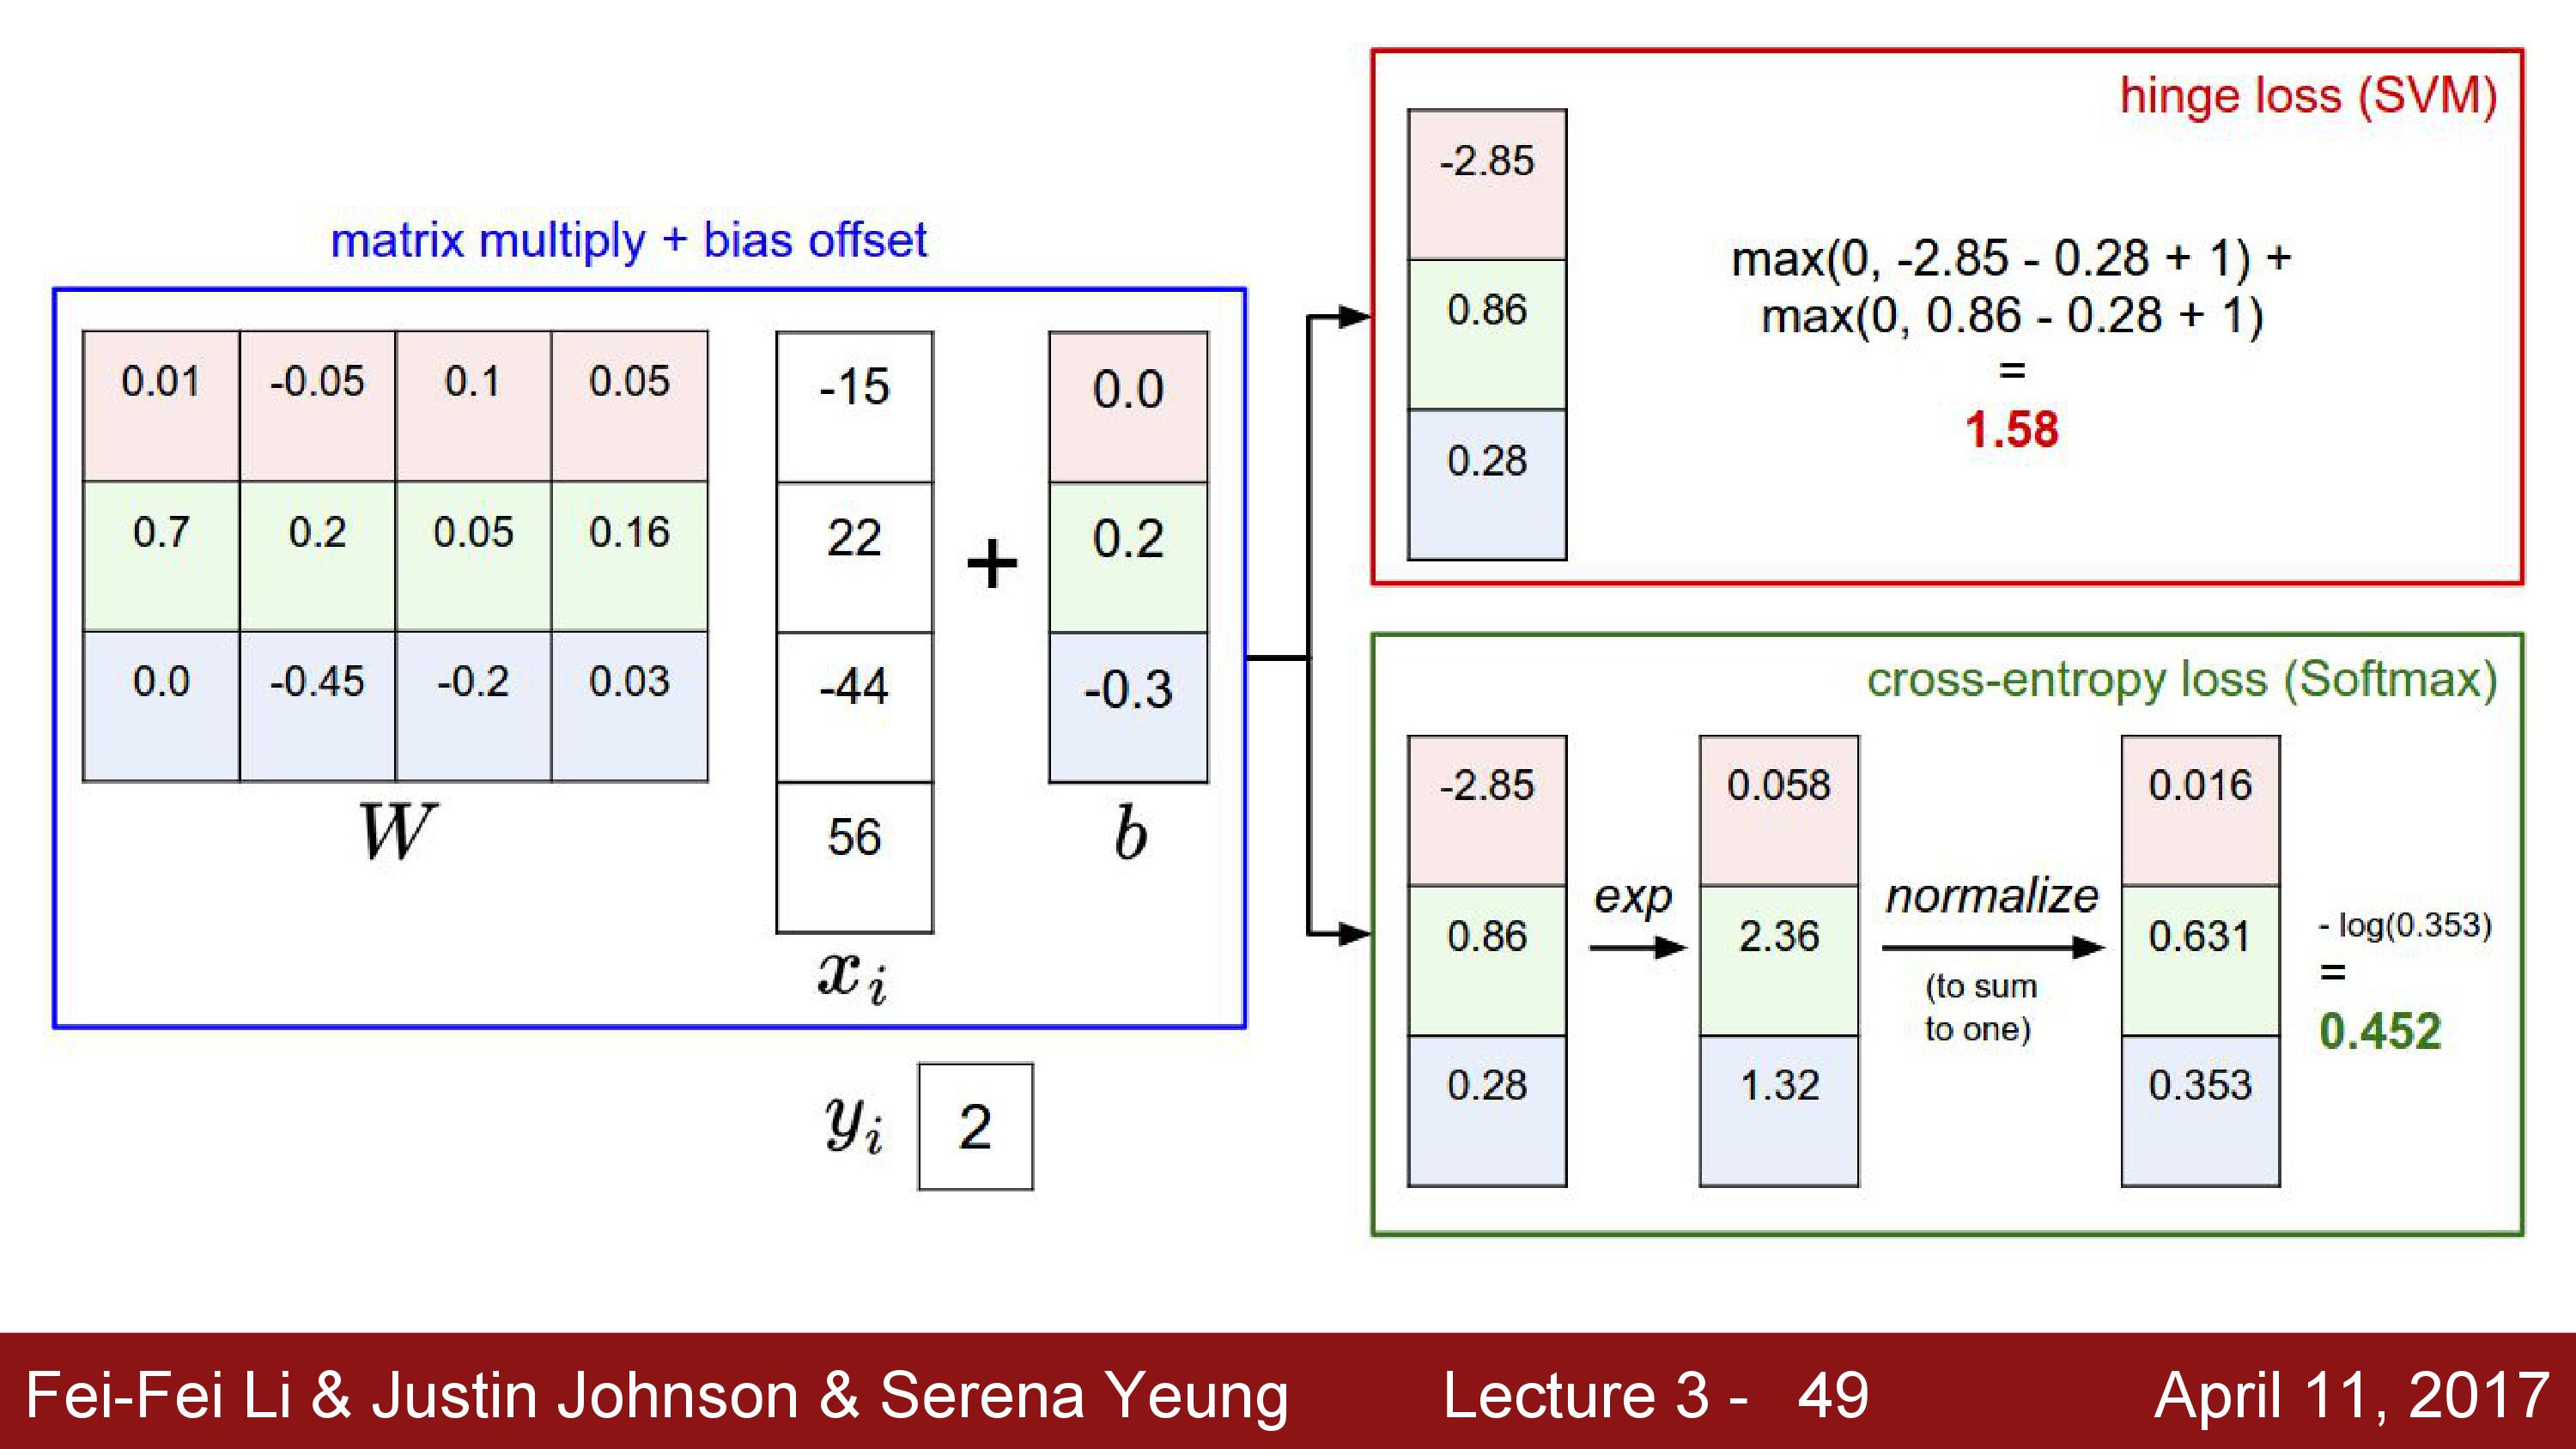 matrix multiply + bias offset
0.01 -0.05 0.1 0.05
0.7 0.2 0.05 0.16
0.0 -0.45 -0.2 0.03
W
-15
22
-44
56
x_i
+
0.0
0.2
-0.3
b
y_i 2
hinge loss (SVM)
-2.85
0.86
0.28
max(0, -2.85 - 0.28 + 1) +
max(0, 0.86 - 0.28 + 1)
=
1.58
cross-entropy loss (Softmax)
-2.85
0.86
0.28
exp
0.058
2.36
1.32
normalize
(to sum
to one)
0.016
0.631
0.353
- log(0.353)
=
0.452
Fei-Fei Li & Justin Johnson & Serena Yeung Lecture 3 - 49 April 11, 2017